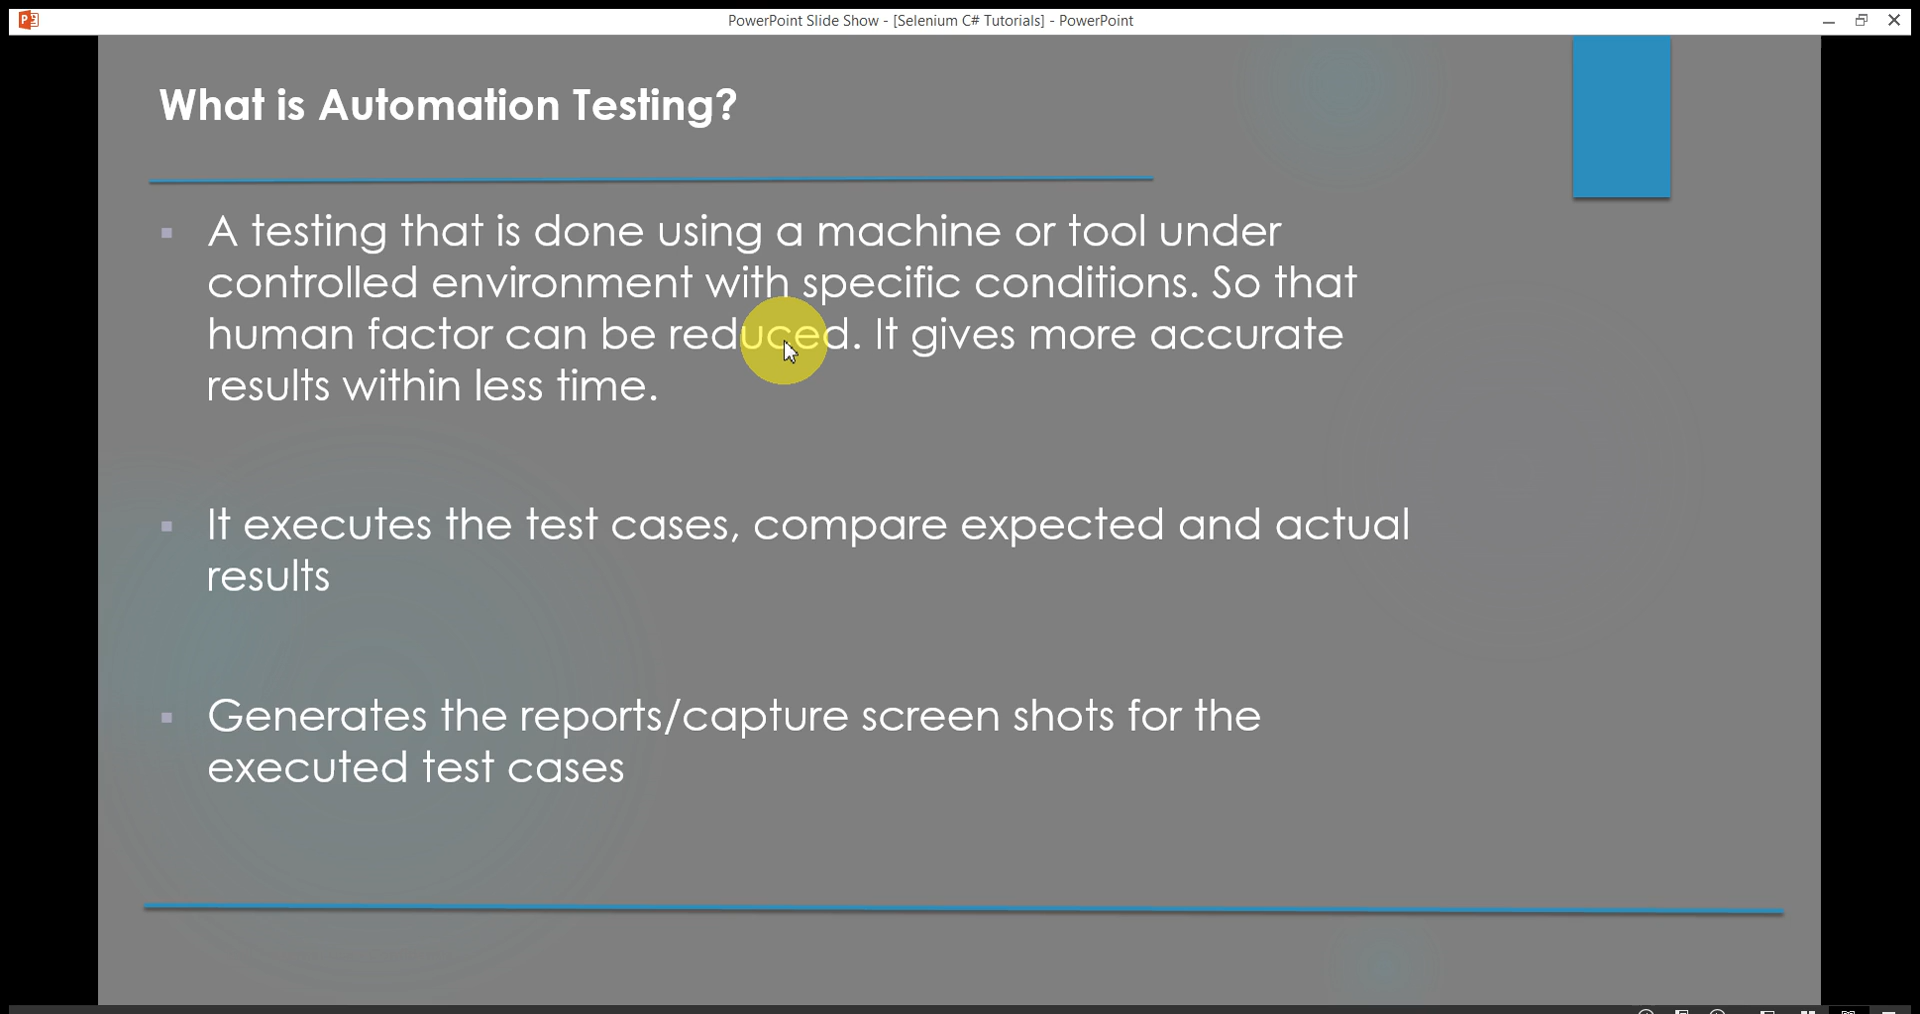 PowerPoint Slide Show - [Selenium C# Tutorials] - PowerPoint
What is Automation Testing?
A testing that is done using a machine or tool under
controlled environment with specific conditions. So that
human factor can be reduced. It gives more accurate
results within less time.
It executes the test cases, compare expected and actual
results
Generates the reports/capture screen shots for the
executed test cases